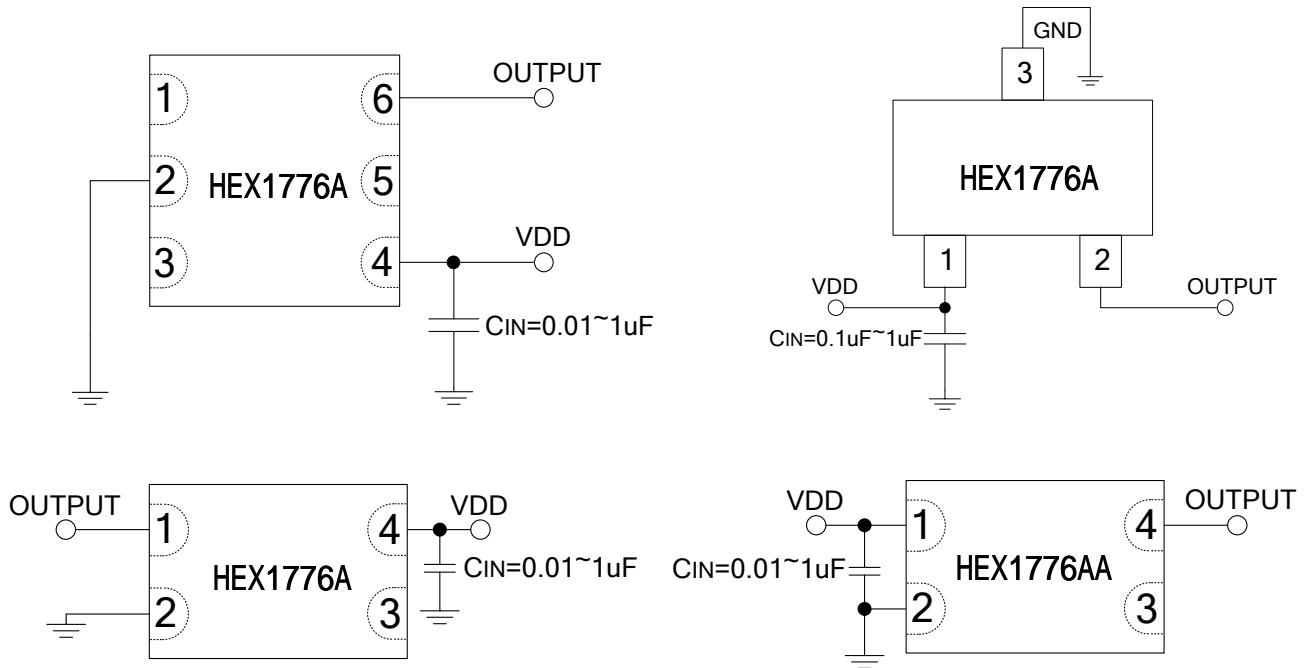 1
6
OUTPUT
2
HEX1776A
5
3
4
VDD
CIN=0.01~1uF
GND
3
HEX1776A
1
2
VDD
OUTPUT
CIN=0.1uF~1uF
OUTPUT
1
4
VDD
HEX1776A
CIN=0.01~1uF
2
3
VDD
1
4
OUTPUT
CIN=0.01~1uF
HEX1776AA
2
3